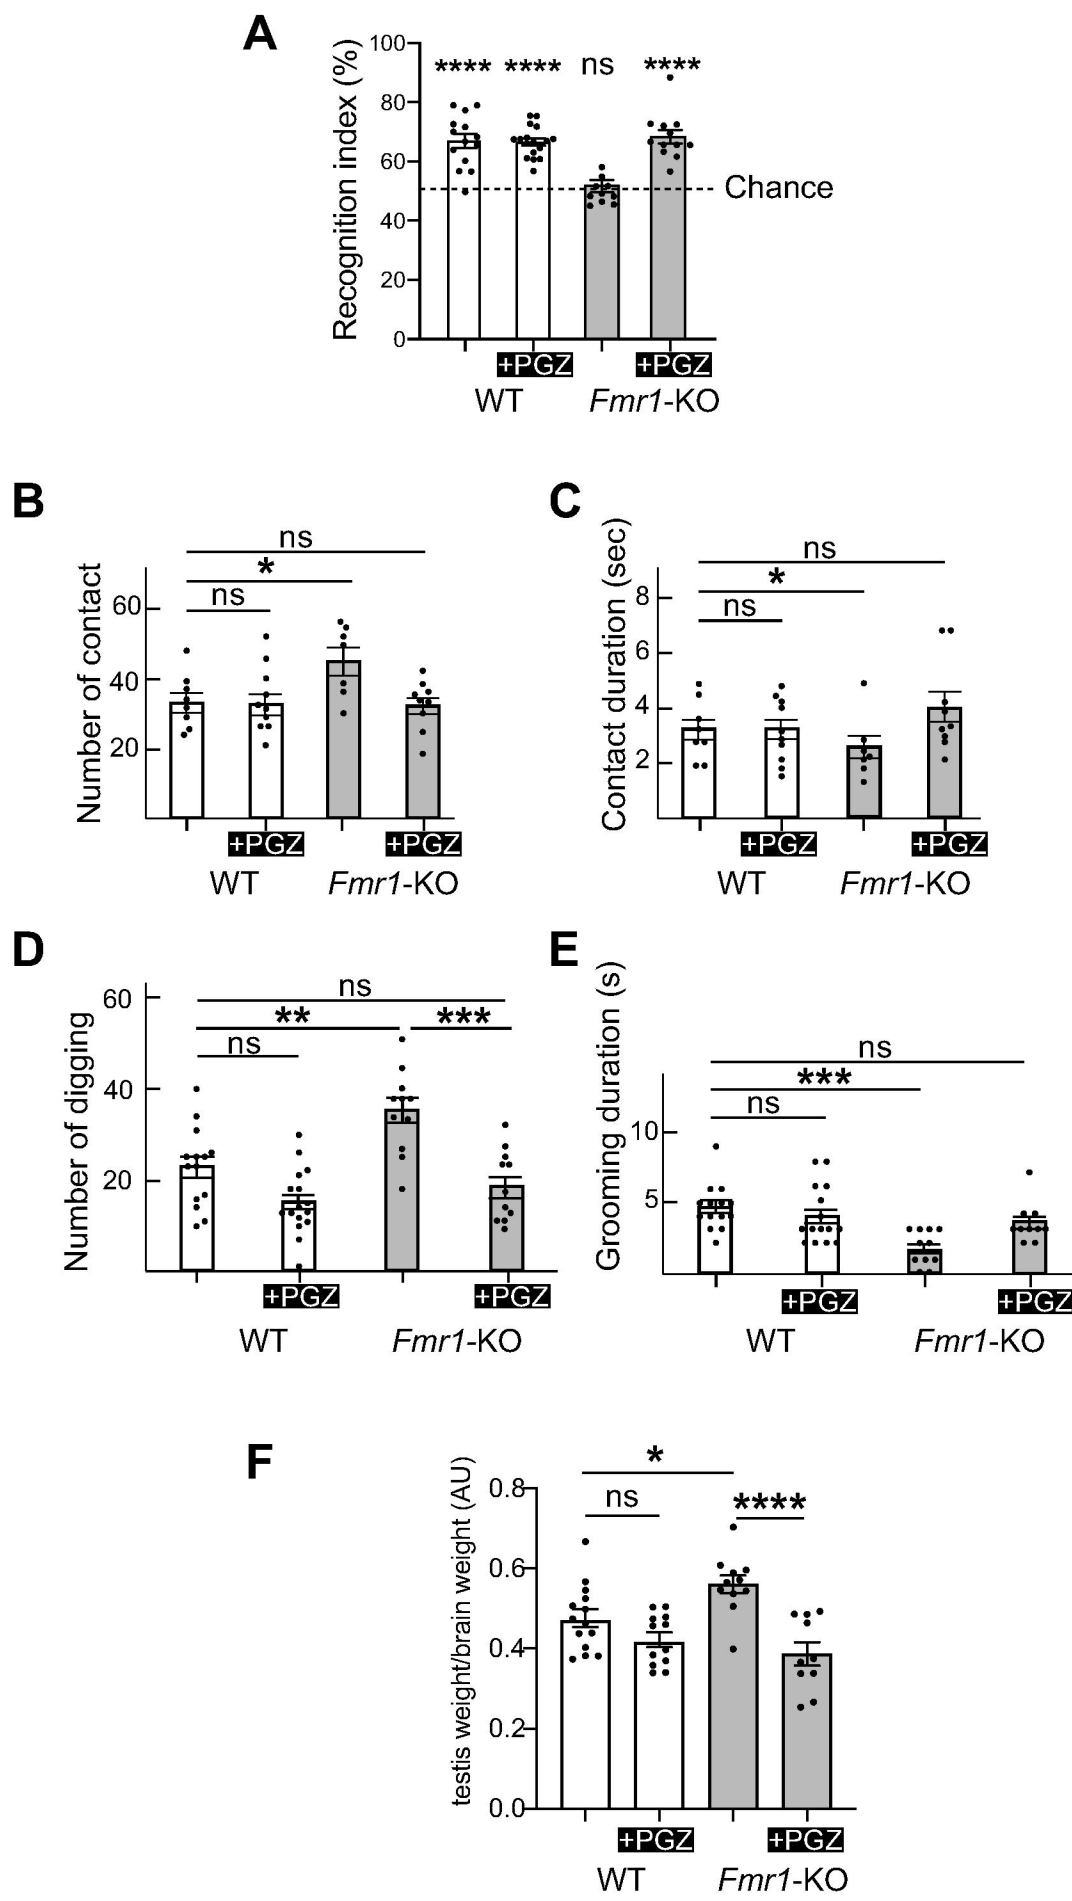 A
Recognition index (%)
100
80
60
40
20
0
**** **** ns ****
Chance
+PGZ +PGZ
WT Fmr1-KO
B
Number of contact
60
40
20
ns
*
ns
+PGZ +PGZ
WT Fmr1-KO
C
Contact duration (sec)
8
6
4
2
ns
*
ns
+PGZ +PGZ
WT Fmr1-KO
D
Number of digging
60
40
20
ns
** ***
ns
+PGZ +PGZ
WT Fmr1-KO
E
Grooming duration (s)
10
5
ns
***
ns
+PGZ +PGZ
WT Fmr1-KO
F
testis weight/brain weight (AU)
0.8
0.6
0.4
0.2
0.0
*
ns ****
+PGZ +PGZ
WT Fmr1-KO